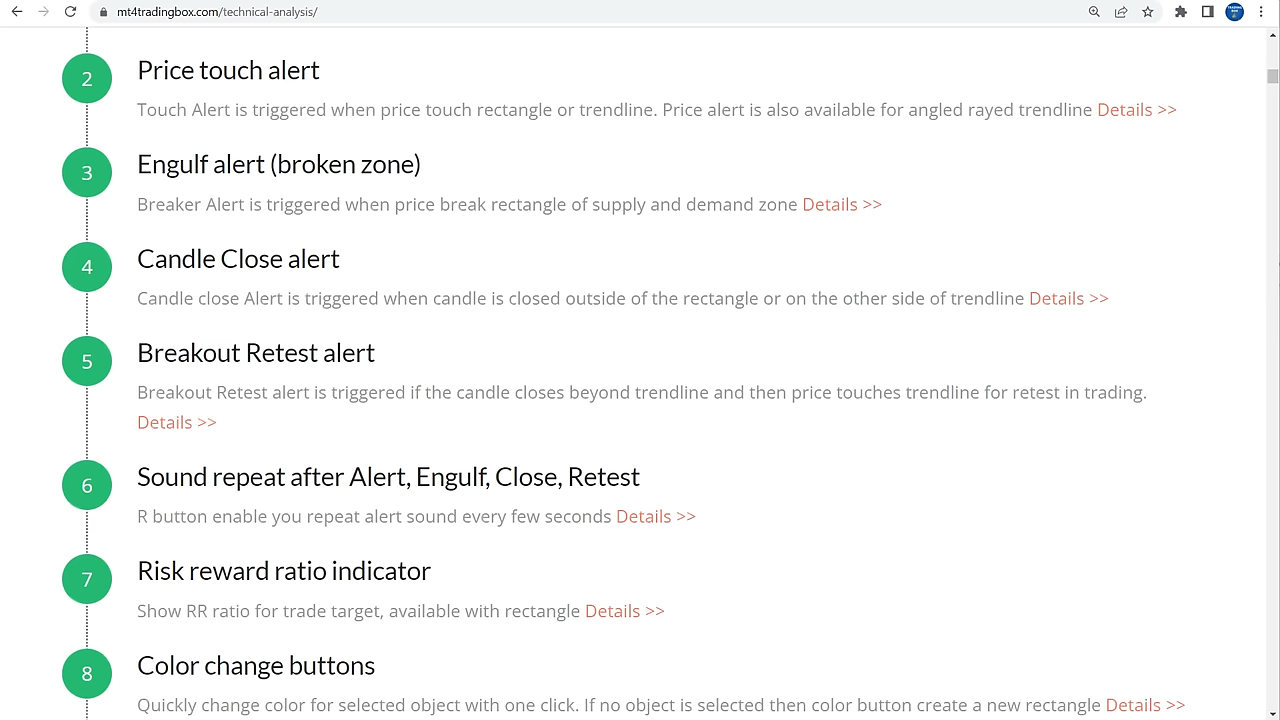 mt4tradingbox.com/technical-analysis/
2
Price touch alert
Touch Alert is triggered when price touch rectangle or trendline. Price alert is also available for angled rayed trendline Details >>
3
Engulf alert (broken zone)
Breaker Alert is triggered when price break rectangle of supply and demand zone Details >>
4
Candle Close alert
Candle close Alert is triggered when candle is closed outside of the rectangle or on the other side of trendline Details >>
5
Breakout Retest alert
Breakout Retest alert is triggered if the candle closes beyond trendline and then price touches trendline for retest in trading.
Details >>
6
Sound repeat after Alert, Engulf, Close, Retest
R button enable you repeat alert sound every few seconds Details >>
7
Risk reward ratio indicator
Show RR ratio for trade target, available with rectangle Details >>
8
Color change buttons
Quickly change color for selected object with one click. If no object is selected then color button create a new rectangle Details >>